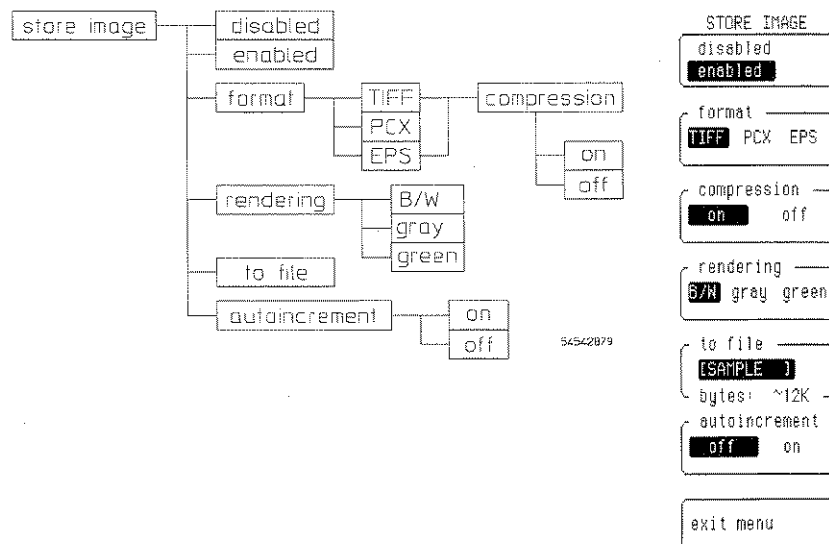 store image
disabled
enabled
format
TIFF
PCX
EPS
compression
on
off
rendering
B/W
gray
green
to file
autoincrement
on
off
54542879
STORE IMAGE
disabled
enabled
format
TIFF PCX EPS
compression
on off
rendering
B/W gray green
to file
[SAMPLE ]
bytes: ~12K
autoincrement
off on
exit menu